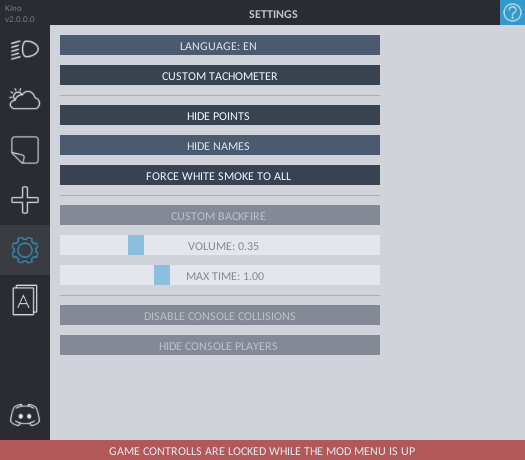 Kino
v2.0.0.0
SETTINGS
?
LANGUAGE: EN
CUSTOM TACHOMETER
HIDE POINTS
HIDE NAMES
FORCE WHITE SMOKE TO ALL
CUSTOM BACKFIRE
VOLUME: 0.35
MAX TIME: 1.00
DISABLE CONSOLE COLLISIONS
HIDE CONSOLE PLAYERS
A
GAME CONTROLLS ARE LOCKED WHILE THE MOD MENU IS UP